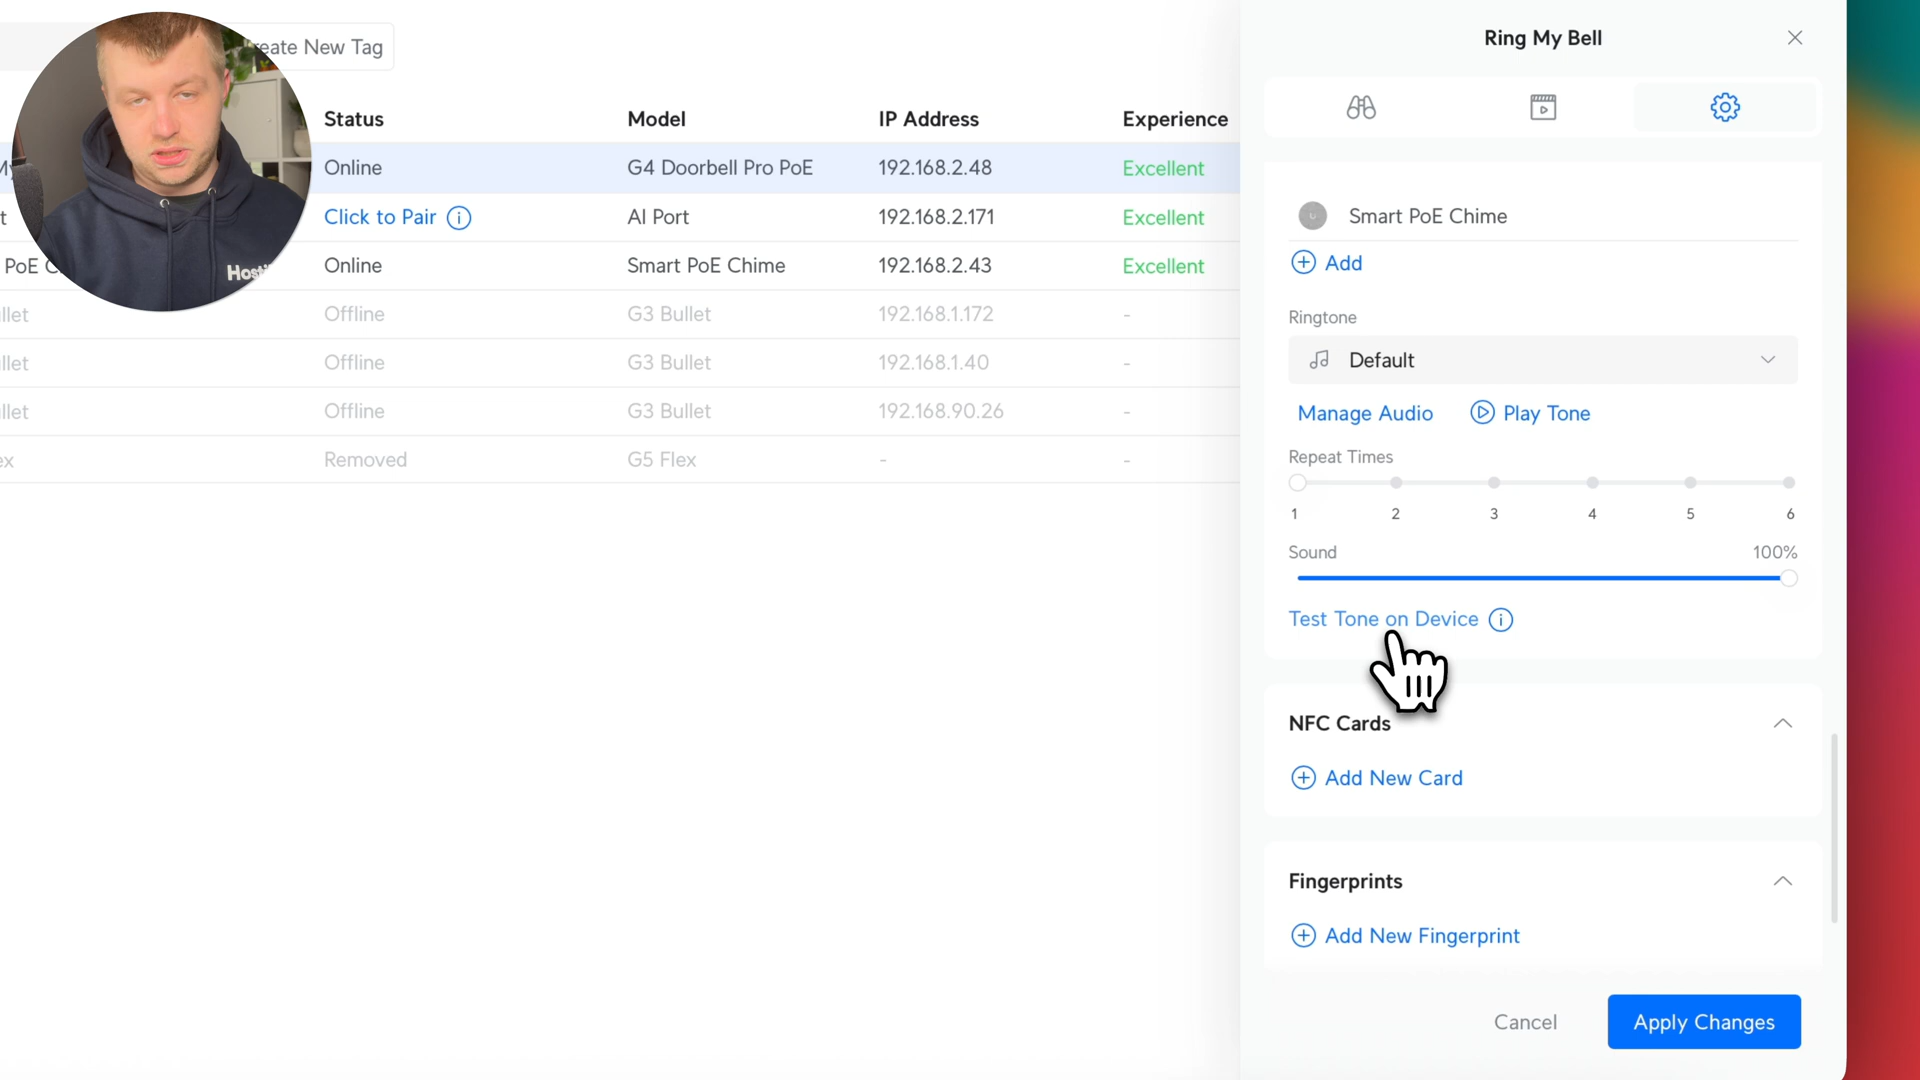 eate New Tag
Status Model IP Address Experience
My Online G4 Doorbell Pro PoE 192.168.2.48 Excellent
t Click to Pair AI Port 192.168.2.171 Excellent
PoE C Online Smart PoE Chime 192.168.2.43 Excellent
llet Offline G3 Bullet 192.168.1.172 -
llet Offline G3 Bullet 192.168.1.40 -
llet Offline G3 Bullet 192.168.90.26 -
ex Removed G5 Flex - -
Hosti
Ring My Bell
Smart PoE Chime
Add
Ringtone
Default
Manage Audio Play Tone
Repeat Times
1 2 3 4 5 6
Sound 100%
Test Tone on Device
NFC Cards
Add New Card
Fingerprints
Add New Fingerprint
Cancel Apply Changes